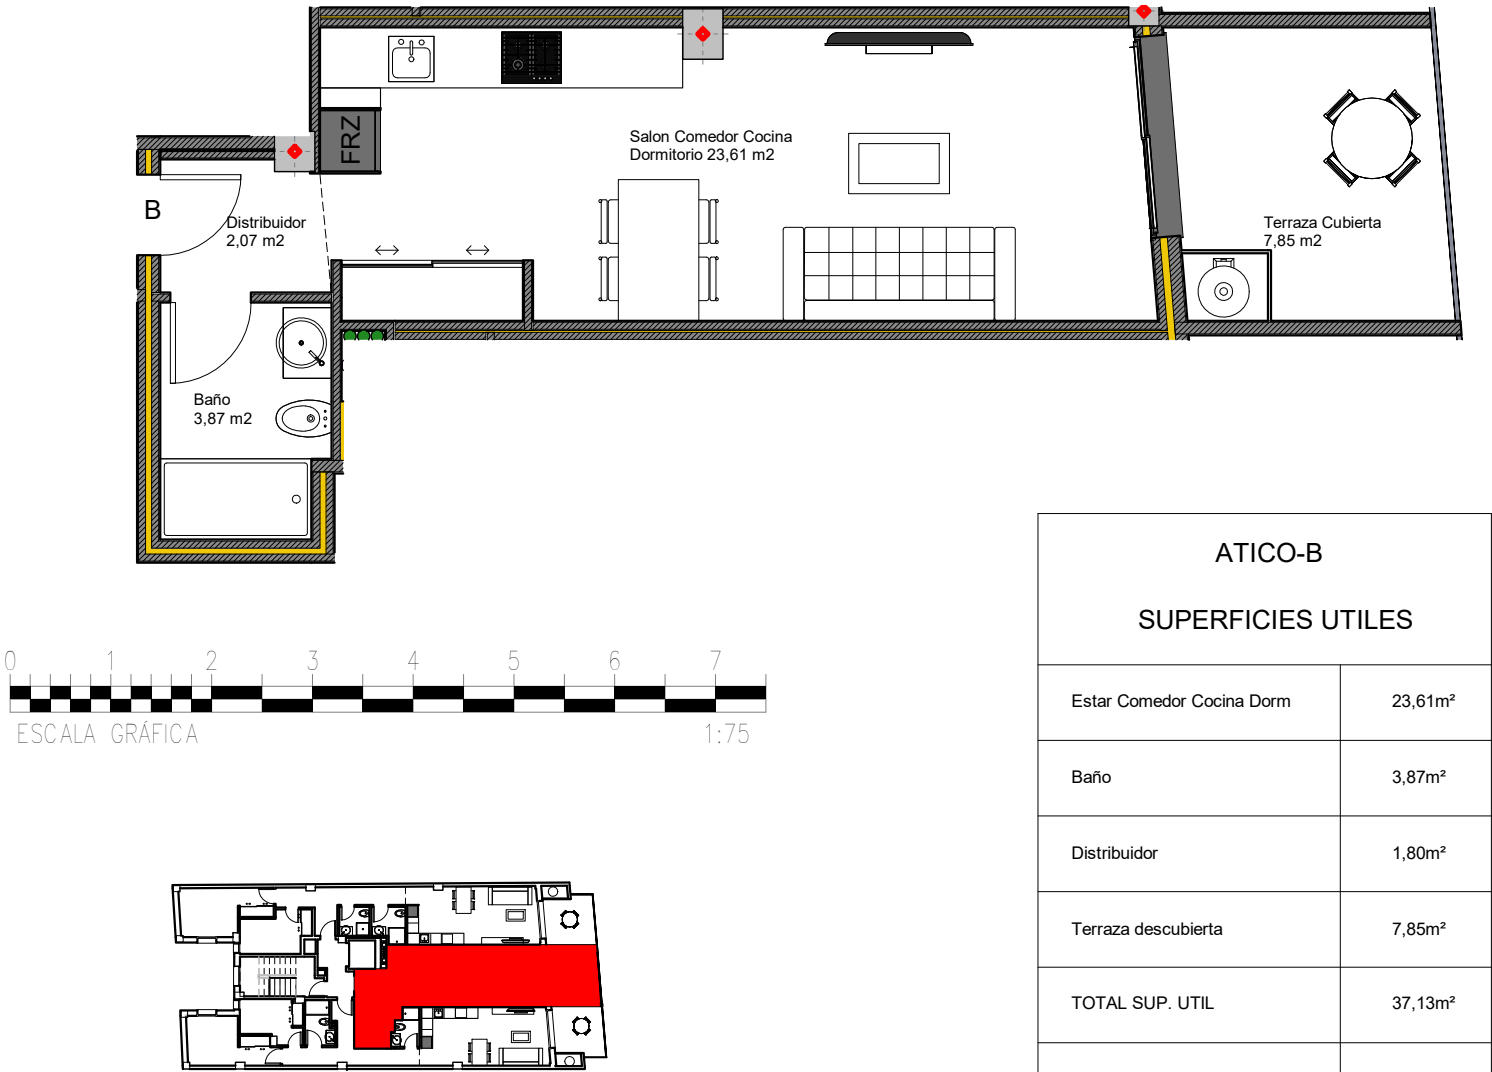 FRZ
Salon Comedor Cocina
Dormitorio 23,61 m2
B
Distribuidor
2,07 m2
Terraza Cubierta
7,85 m2
Baño
3,87 m2
ATICO-B
SUPERFICIES UTILES
Estar Comedor Cocina Dorm 23,61m²
Baño 3,87m²
Distribuidor 1,80m²
Terraza descubierta 7,85m²
TOTAL SUP. UTIL 37,13m²
0 1 2 3 4 5 6 7
ESCALA GRÁFICA 1:75